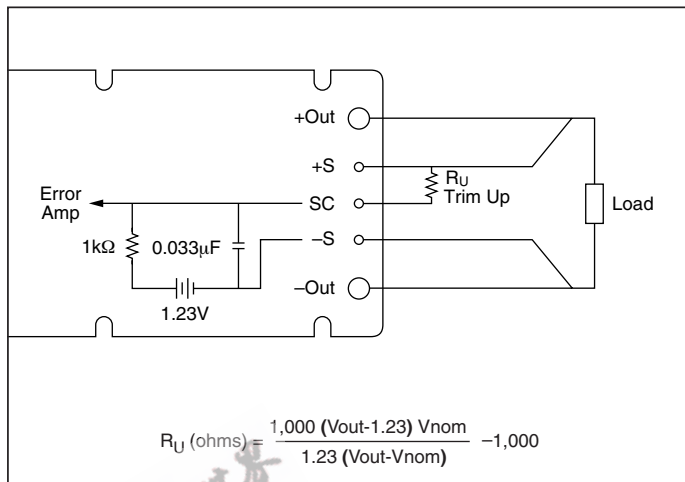 +Out
+S
SC
–S
–Out
Error
Amp
1kΩ
0.033µF
1.23V
RU
Trim Up
Load
RU (ohms) = 1,000 (Vout-1.23) Vnom
1.23 (Vout-Vnom) –1,000